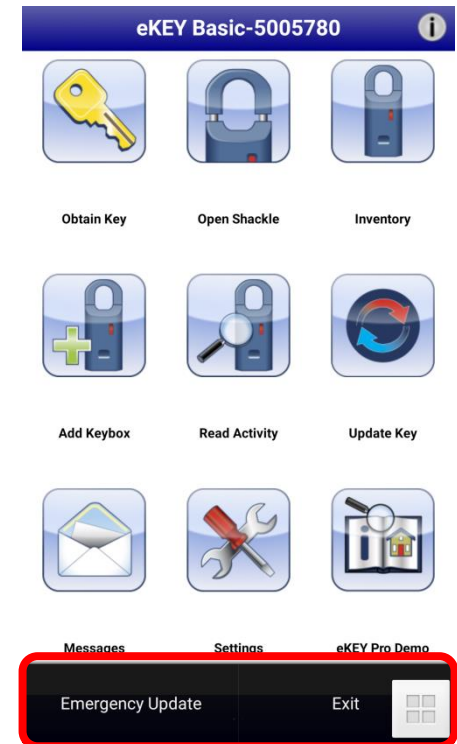 eKEY Basic-5005780
Obtain Key Open Shackle Inventory
Add Keybox Read Activity Update Key
Messages Settings eKEY Pro Demo
Emergency Update Exit